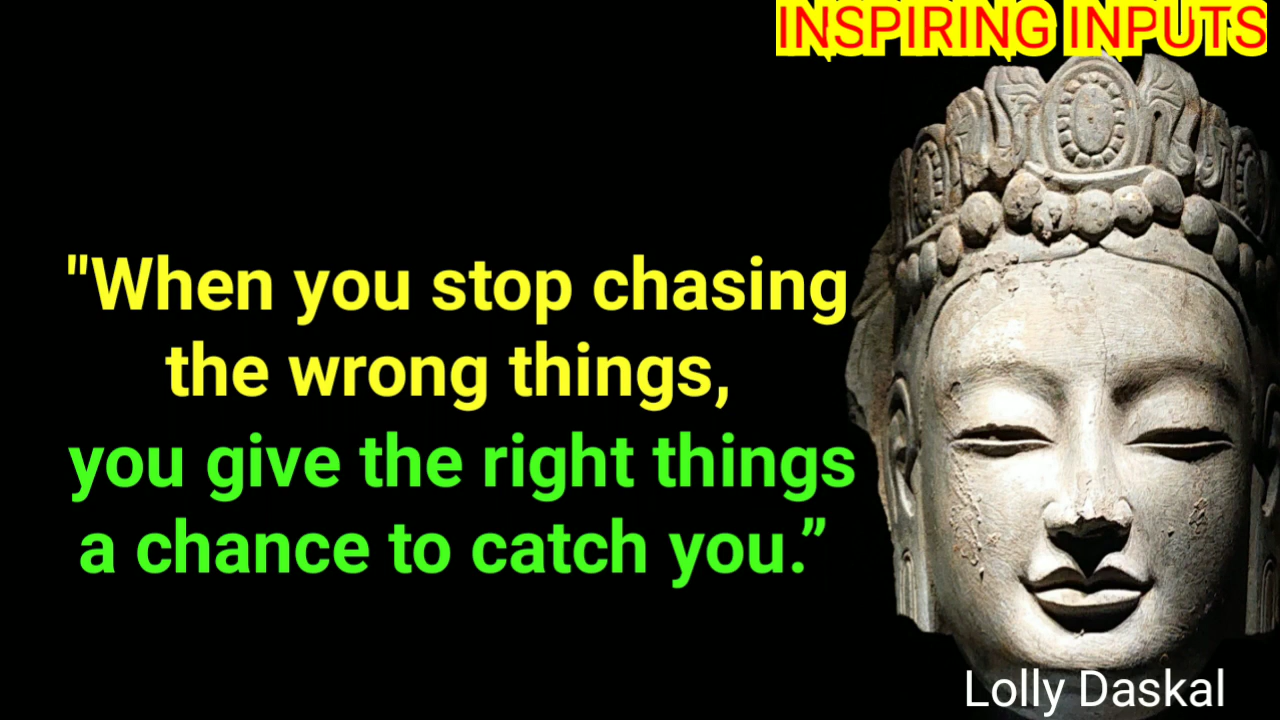 INSPIRING INPUTS
"When you stop chasing
the wrong things,
you give the right things
a chance to catch you.”
Lolly Daskal